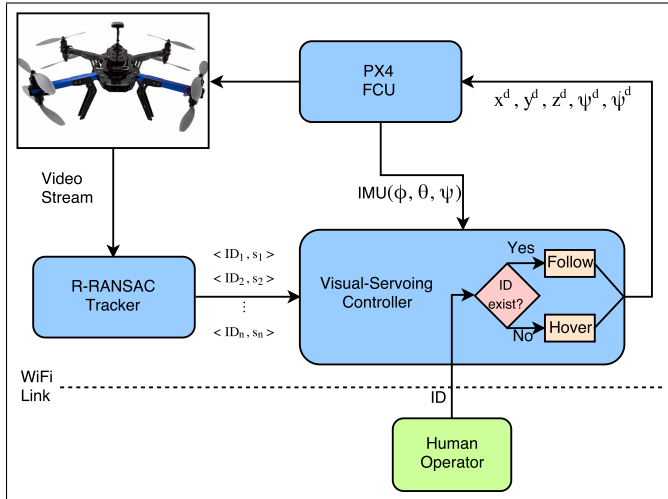 PX4
FCU
xᵈ, yᵈ, zᵈ, ψᵈ, ψ̇ᵈ
Video
Stream
IMU(ϕ, θ, ψ)
< ID₁, s₁ >
< ID₂, s₂ >
⋮
< IDₙ, sₙ >
R-RANSAC
Tracker
Visual-Servoing
Controller
Yes
Follow
ID
exist?
No
Hover
WiFi
Link
ID
Human
Operator